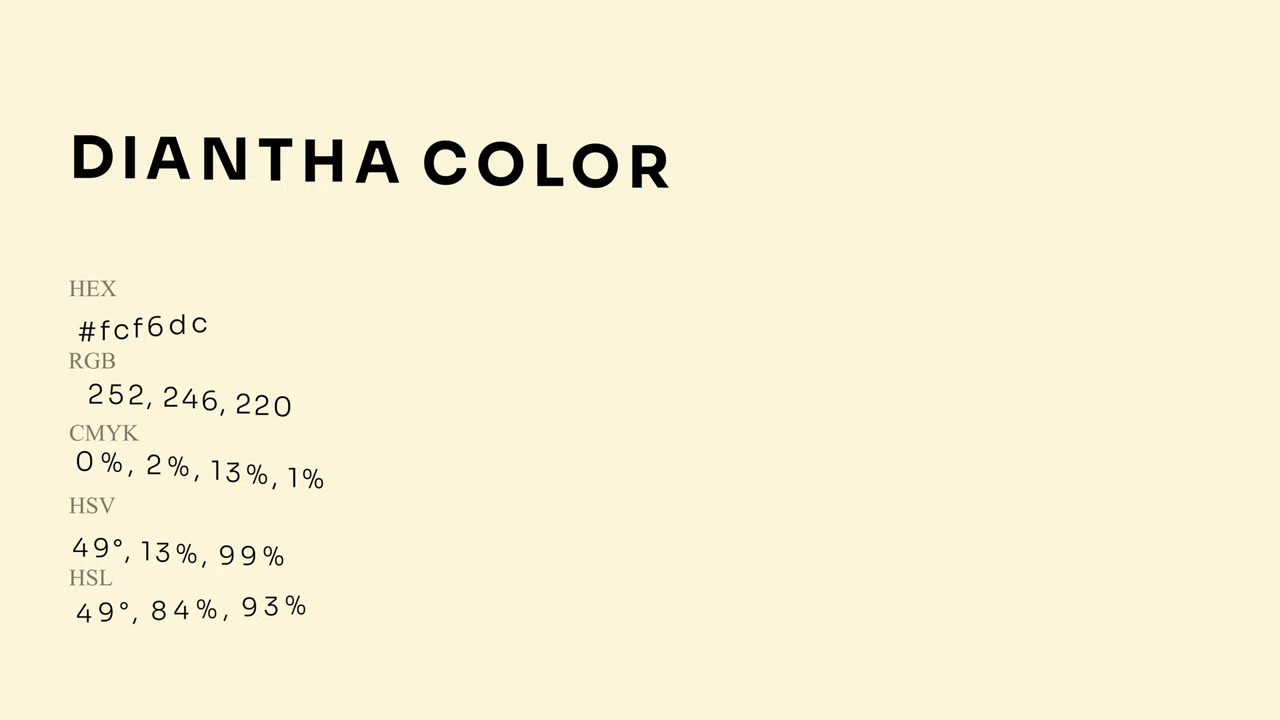 DIANTHA COLOR
HEX
#fcf6dc
RGB
252, 246, 220
CMYK
0%, 2%, 13%, 1%
HSV
49°, 13%, 99%
HSL
49°, 84%, 93%